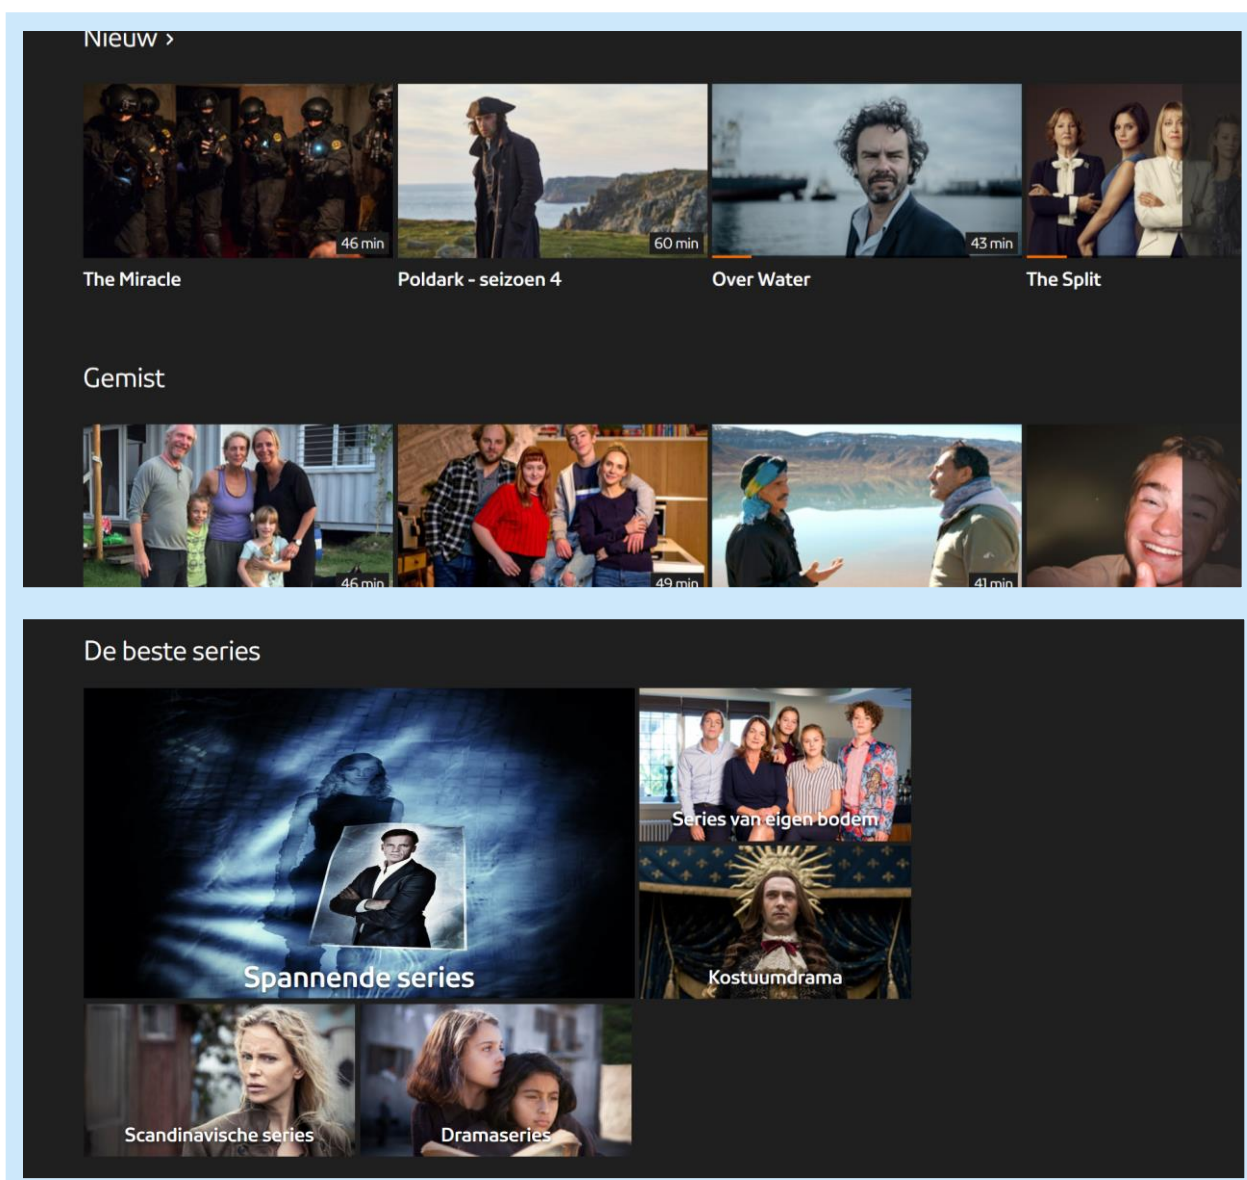 Nieuw >
46 min
60 min
43 min
The Miracle
Poldark - seizoen 4
Over Water
The Split
Gemist
46 min
49 min
41 min
De beste series
Series van eigen bodem
Spannende series
Kostuumdrama
Scandinavische series
Dramaseries